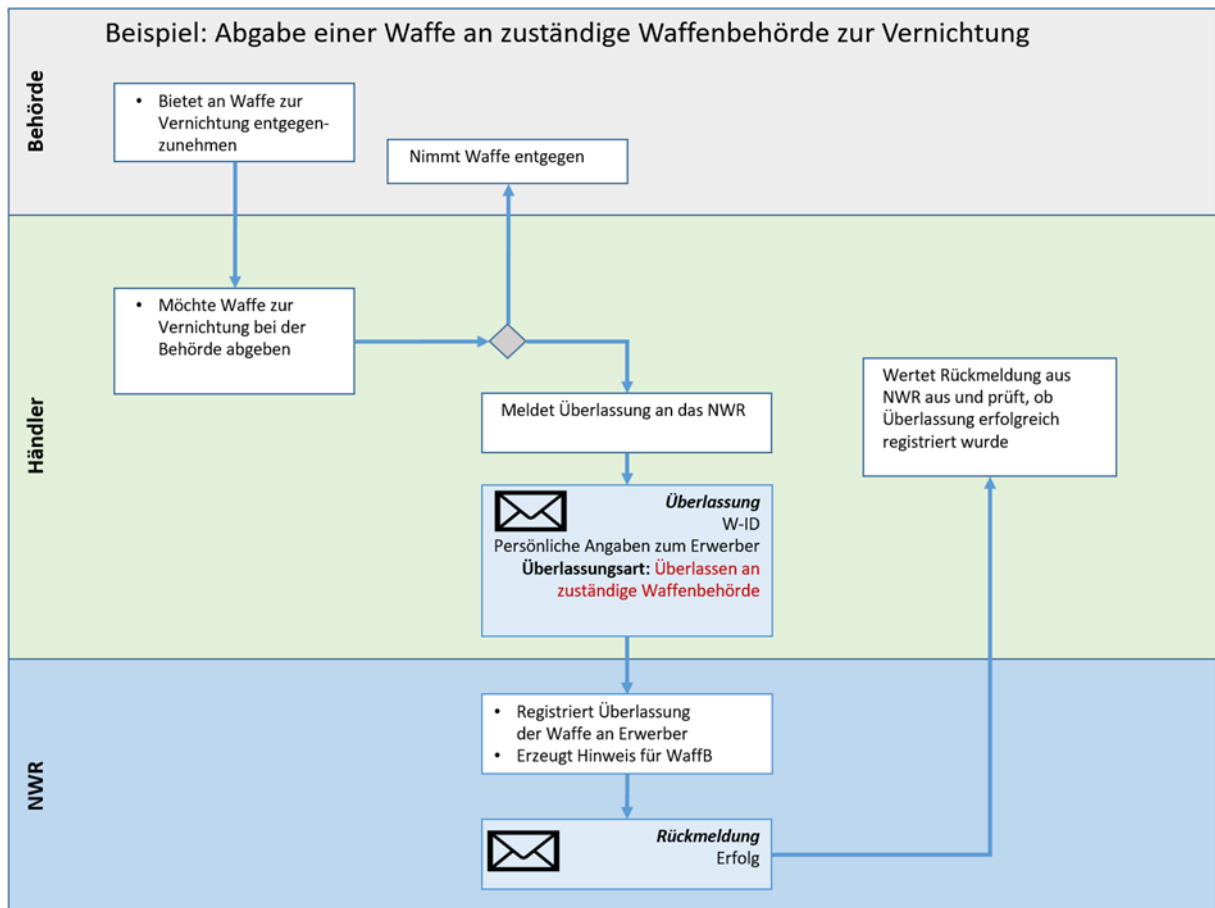 Beispiel: Abgabe einer Waffe an zuständige Waffenbehörde zur Vernichtung
Behörde
• Bietet an Waffe zur
Vernichtung entgegen-
zunehmen
Nimmt Waffe entgegen
Händler
• Möchte Waffe zur
Vernichtung bei der
Behörde abgeben
Meldet Überlassung an das NWR
Überlassung
W-ID
Persönliche Angaben zum Erwerber
Überlassungsart: Überlassen an
zuständige Waffenbehörde
Wertet Rückmeldung aus
NWR aus und prüft, ob
Überlassung erfolgreich
registriert wurde
NWR
• Registriert Überlassung
der Waffe an Erwerber
• Erzeugt Hinweis für WaffB
Rückmeldung
Erfolg